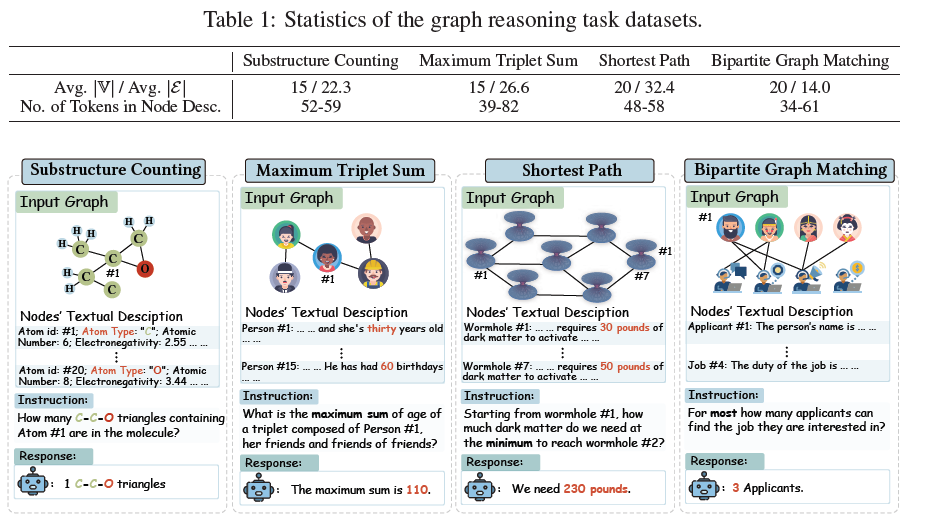 Table 1: Statistics of the graph reasoning task datasets.
Substructure Counting Maximum Triplet Sum Shortest Path Bipartite Graph Matching
Avg. |𝕍| / Avg. |ℰ| 15 / 22.3 15 / 26.6 20 / 32.4 20 / 14.0
No. of Tokens in Node Desc. 52-59 39-82 48-58 34-61
Substructure Counting
Input Graph
H H
H H
H C C
C
#1 O
H C
H C
Nodes' Textual Desciption
Atom id: #1; Atom Type: "C"; Atomic
Number: 6; Electronegativity: 2.55 ... ...
⋮
Atom id: #20; Atom Type: "O"; Atomic
Number: 8; Electronegativity: 3.44 ... ...
Instruction:
How many C-C-O triangles containing
Atom #1 are in the molecule?
Response:
: 1 C-C-O triangles
Maximum Triplet Sum
Input Graph
#1
Nodes' Textual Desciption
Person #1: ... ... and she's thirty years old
... ...
⋮
Person #15: ... ... He has had 60 birthdays
... ...
Instruction:
What is the maximum sum of age of
a triplet composed of Person #1,
her friends and friends of friends?
Response:
: The maximum sum is 110.
Shortest Path
Input Graph
#1
#1 #7
Nodes' Textual Desciption
Wormhole #1: ... ... requires 30 pounds of
dark matter to activate ... ...
⋮
Wormhole #7: ... ... requires 50 pounds of
dark matter to activate ... ...
Instruction:
Starting from wormhole #1, how
much dark matter do we need at
the minimum to reach wormhole #2?
Response:
: We need 230 pounds.
Bipartite Graph Matching
Input Graph
#1
Nodes' Textual Desciption
Applicant #1: The person's name is ... ...
⋮
Job #4: The duty of the job is ... ...
Instruction:
For most how many applicants can
find the job they are interested in?
Response:
: 3 Applicants.